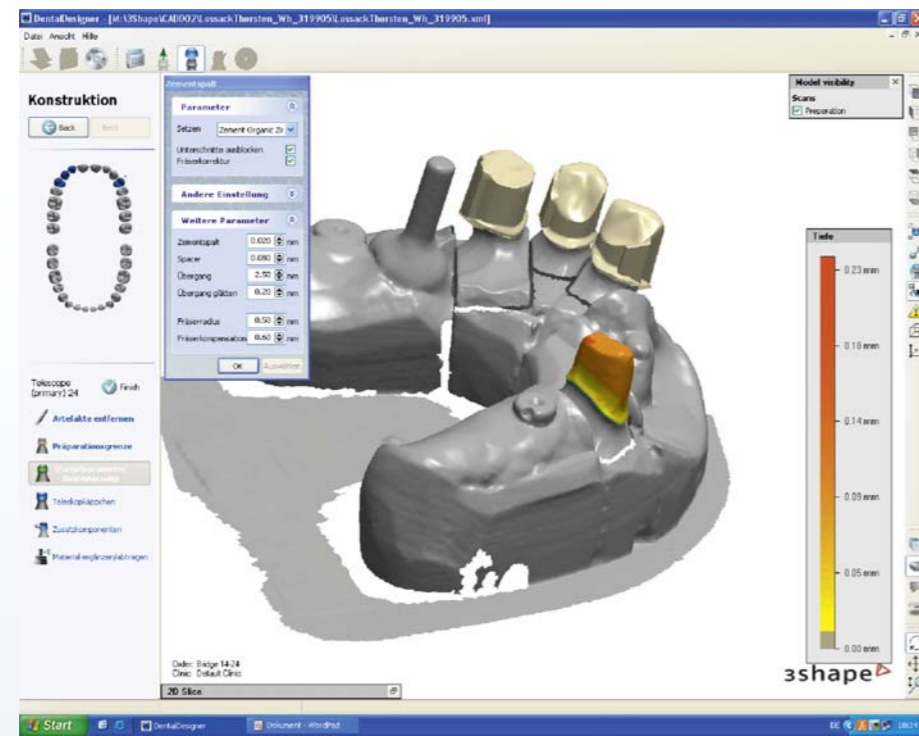 DentalDesigner - [M:\3Shape\CAD002\LossackThorsten_Wh_319905\LossackThorsten_Wh_319905.xml]
Datei Ansicht Hilfe
Konstruktion
Back
Next
Telescope
(primary) 24
Finish
Artefakte entfernen
Präparationsgrenze
Teleskopkäppchen
Zusatzkomponenten
Material ergänzen/abtragen
Zementspalt
Parameter
Setzen Zement Organic Zir
Unterschnitte ausblocken
Fräserkorrektur
Andere Einstellung
Weitere Parameter
Zementspalt 0.020 mm
Spacer 0.080 mm
Übergang 2.50 mm
Übergang glätten 0.20 mm
Fräserradius 0.50 mm
Fräserkompensation 0.60 mm
OK
Auswählen
Model visibility
Scans
Preparation
Tiefe
0.23 mm
0.18 mm
0.14 mm
0.09 mm
0.05 mm
0.00 mm
3shape
Order: Bridge 14-24
Clinic: Default Clinic
2D Slice
Start
DentalDesigner
Dokument - WordPad
DE